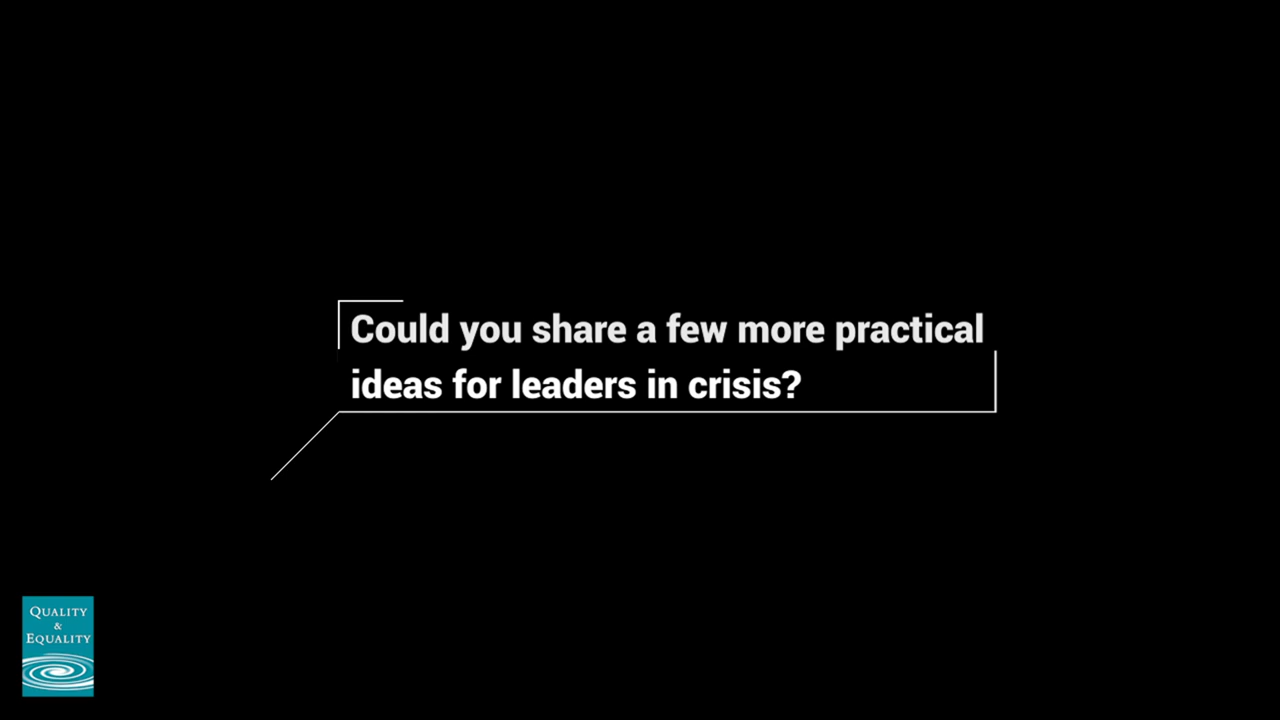 Could you share a few more practical
ideas for leaders in crisis?
QUALITY
&
EQUALITY